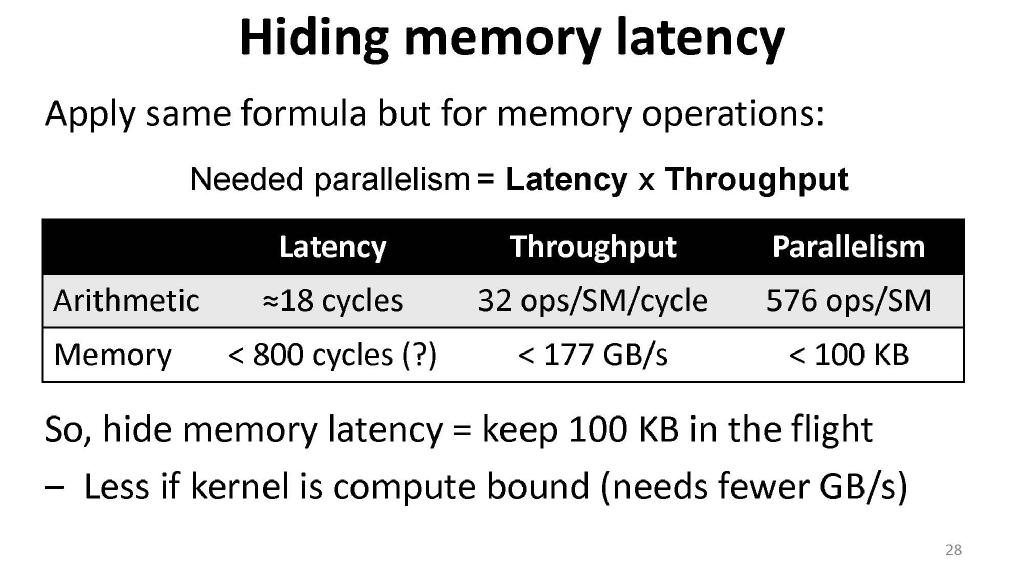 Hiding memory latency
Apply same formula but for memory operations:
Needed parallelism = Latency x Throughput
Latency Throughput Parallelism
Arithmetic ≈18 cycles 32 ops/SM/cycle 576 ops/SM
Memory < 800 cycles (?) < 177 GB/s < 100 KB
So, hide memory latency = keep 100 KB in the flight
– Less if kernel is compute bound (needs fewer GB/s)
28